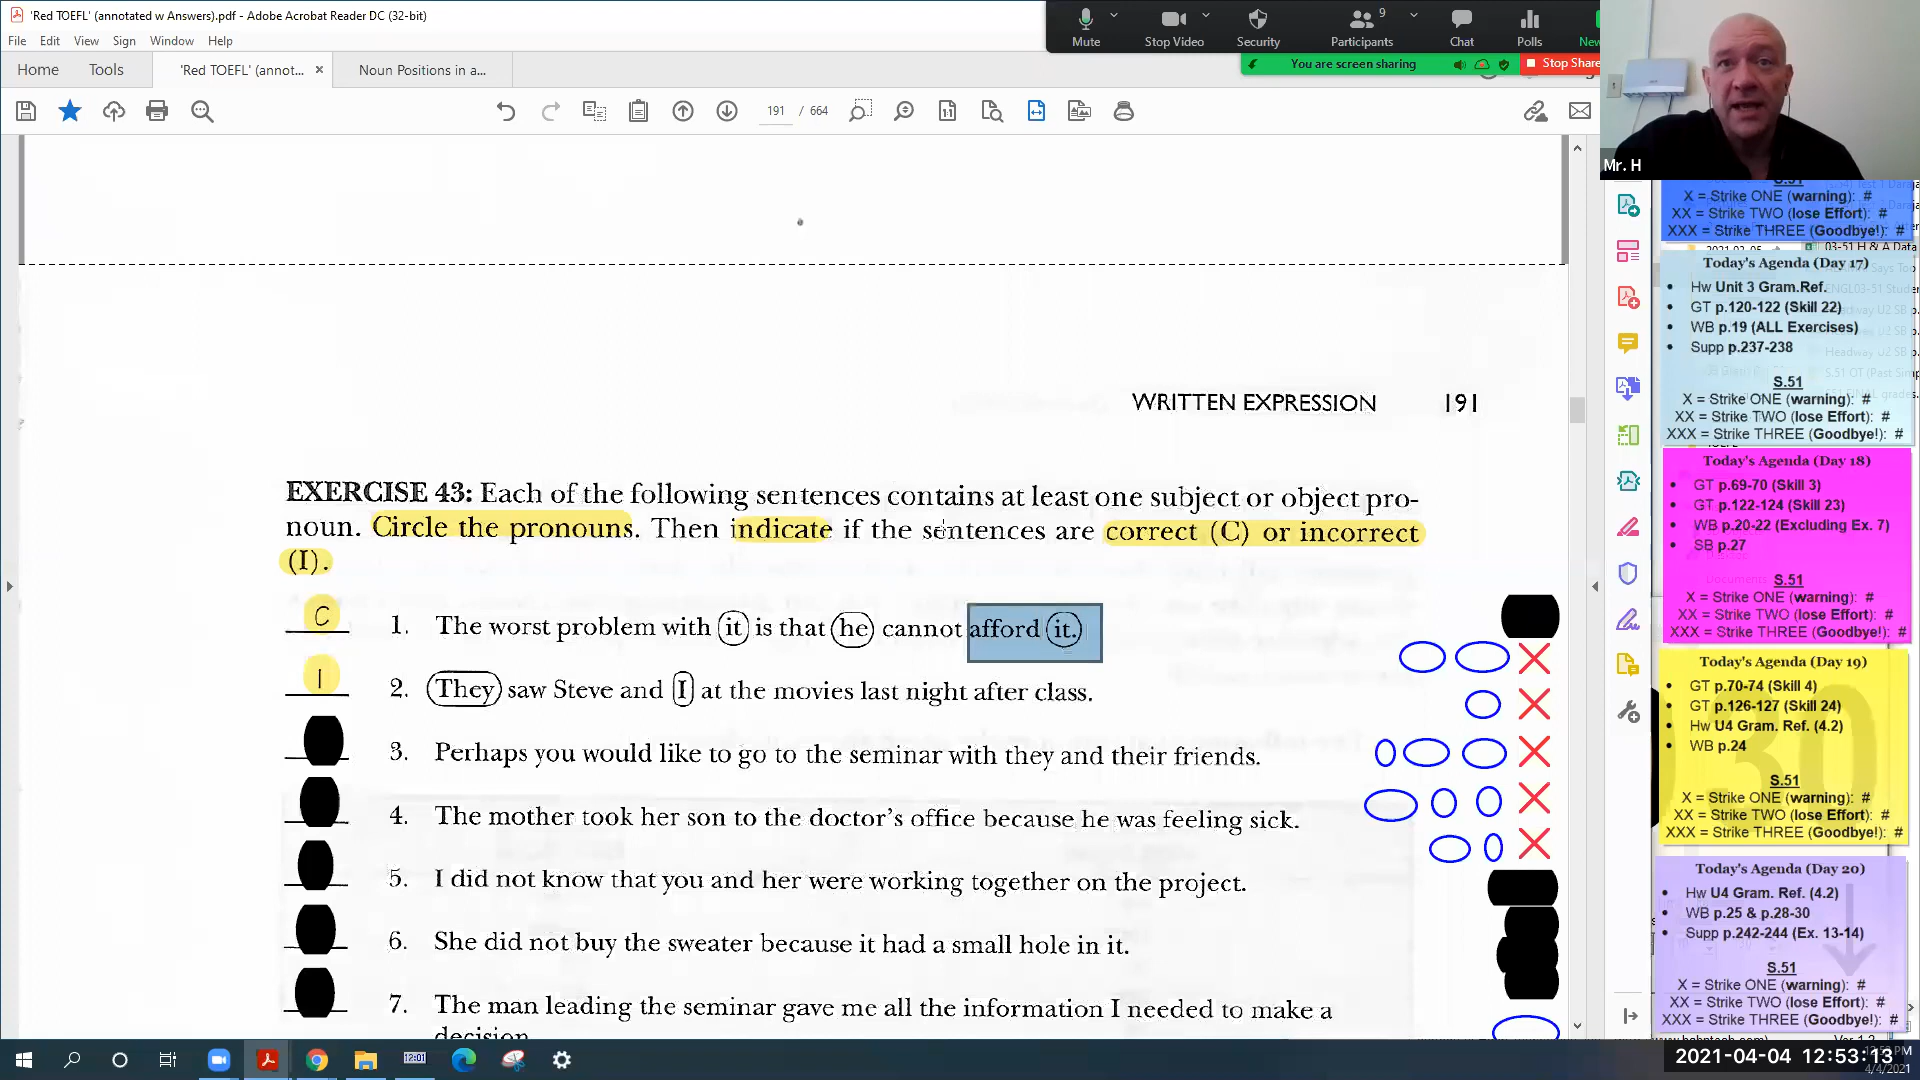 'Red TOEFL' (annotated w Answers).pdf - Adobe Acrobat Reader DC (32-bit)
File Edit View Sign Window Help
Home Tools 'Red TOEFL' (annot... × Noun Positions in a...
191 / 664
Mute Stop Video Security Participants 9 Chat Polls New
You are screen sharing Stop Share
Mr. H
WRITTEN EXPRESSION 191
EXERCISE 43: Each of the following sentences contains at least one subject or object pro-
noun. Circle the pronouns. Then indicate if the sentences are correct (C) or incorrect
(I).
C 1. The worst problem with it is that he cannot afford it.
I 2. They saw Steve and I at the movies last night after class.
3. Perhaps you would like to go to the seminar with they and their friends.
4. The mother took her son to the doctor's office because he was feeling sick.
5. I did not know that you and her were working together on the project.
6. She did not buy the sweater because it had a small hole in it.
7. The man leading the seminar gave me all the information I needed to make a
decision.
S.51
X = Strike ONE (warning): #
XX = Strike TWO (lose Effort): #
XXX = Strike THREE (Goodbye!): #
03-51 H & A Data
Today's Agenda (Day 17)
• Hw Unit 3 Gram.Ref.
• GT p.120-122 (Skill 22)
• WB p.19 (ALL Exercises)
• Supp p.237-238
S.51
X = Strike ONE (warning): #
XX = Strike TWO (lose Effort): #
XXX = Strike THREE (Goodbye!): #
Today's Agenda (Day 18)
• GT p.69-70 (Skill 3)
• GT p.122-124 (Skill 23)
• WB p.20-22 (Excluding Ex. 7)
• SB p.27
S.51
X = Strike ONE (warning): #
XX = Strike TWO (lose Effort): #
XXX = Strike THREE (Goodbye!): #
Today's Agenda (Day 19)
• GT p.70-74 (Skill 4)
• GT p.126-127 (Skill 24)
• Hw U4 Gram. Ref. (4.2)
• WB p.24
S.51
X = Strike ONE (warning): #
XX = Strike TWO (lose Effort): #
XXX = Strike THREE (Goodbye!): #
Today's Agenda (Day 20)
• Hw U4 Gram. Ref. (4.2)
• WB p.25 & p.28-30
• Supp p.242-244 (Ex. 13-14)
S.51
X = Strike ONE (warning): #
XX = Strike TWO (lose Effort): #
XXX = Strike THREE (Goodbye!): #
12:01
2021-04-04 12:53:13
4/4/2021